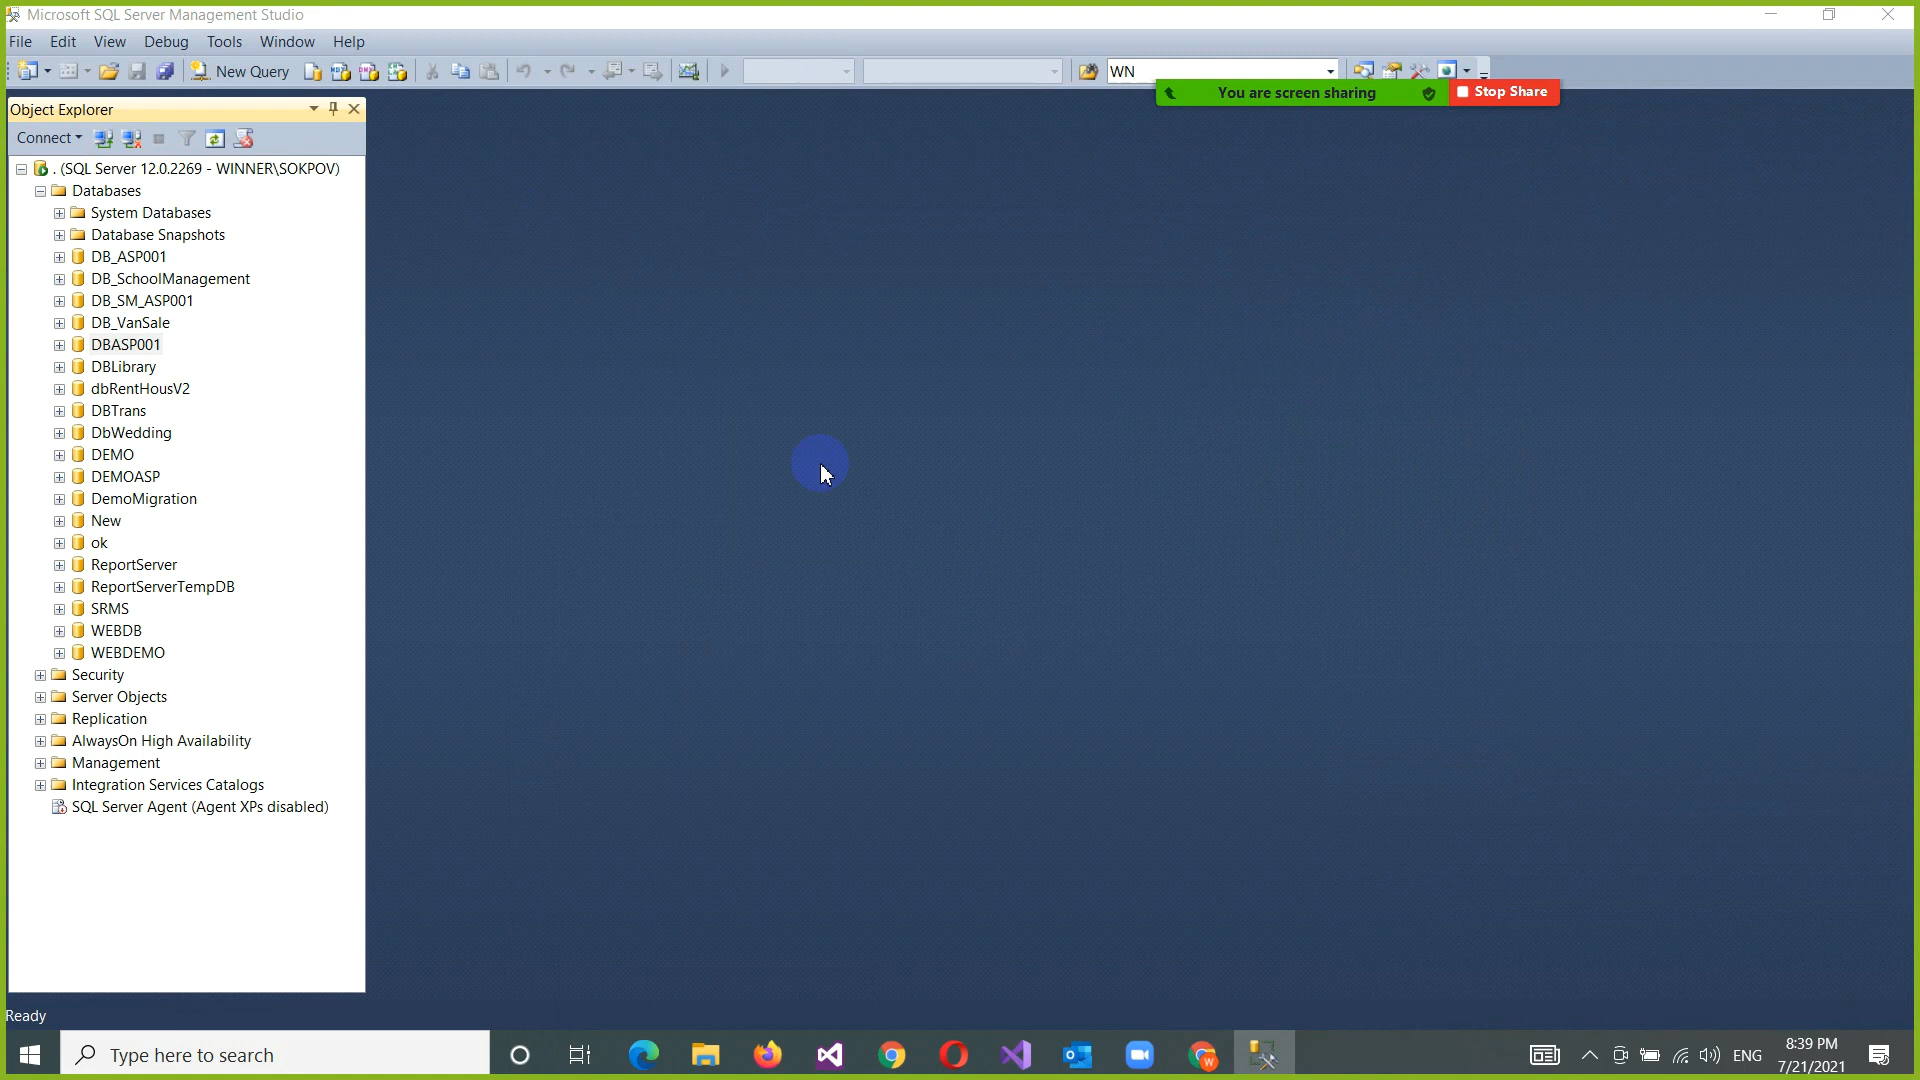 Microsoft SQL Server Management Studio
File Edit View Debug Tools Window Help
New Query
WN
You are screen sharing
Stop Share
Object Explorer
Connect
. (SQL Server 12.0.2269 - WINNER\SOKPOV)
Databases
System Databases
Database Snapshots
DB_ASP001
DB_SchoolManagement
DB_SM_ASP001
DB_VanSale
DBASP001
DBLibrary
dbRentHousV2
DBTrans
DbWedding
DEMO
DEMOASP
DemoMigration
New
ok
ReportServer
ReportServerTempDB
SRMS
WEBDB
WEBDEMO
Security
Server Objects
Replication
AlwaysOn High Availability
Management
Integration Services Catalogs
SQL Server Agent (Agent XPs disabled)
Ready
Type here to search
ENG
8:39 PM
7/21/2021